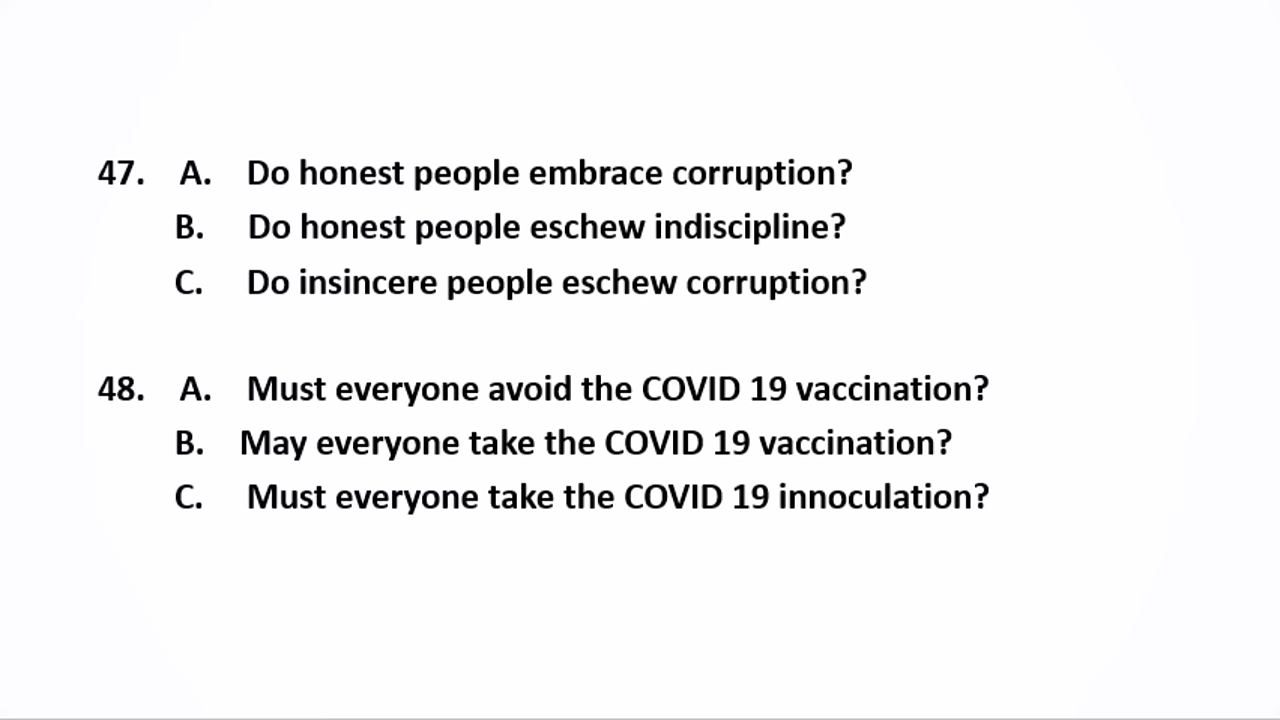 47. A. Do honest people embrace corruption?
B. Do honest people eschew indiscipline?
C. Do insincere people eschew corruption?
48. A. Must everyone avoid the COVID 19 vaccination?
B. May everyone take the COVID 19 vaccination?
C. Must everyone take the COVID 19 innoculation?